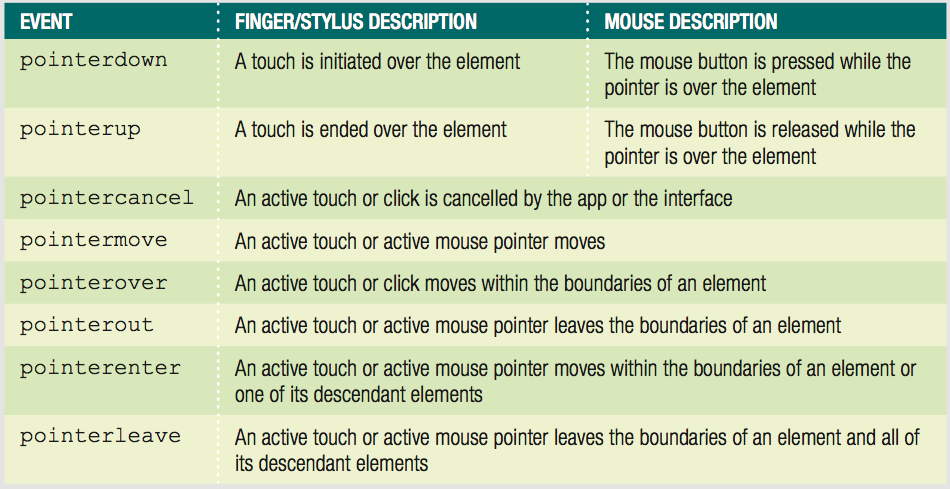 EVENT FINGER/STYLUS DESCRIPTION MOUSE DESCRIPTION
pointerdown A touch is initiated over the element The mouse button is pressed while the
pointer is over the element
pointerup A touch is ended over the element The mouse button is released while the
pointer is over the element
pointercancel An active touch or click is cancelled by the app or the interface
pointermove An active touch or active mouse pointer moves
pointerover An active touch or click moves within the boundaries of an element
pointerout An active touch or active mouse pointer leaves the boundaries of an element
pointerenter An active touch or active mouse pointer moves within the boundaries of an element or
one of its descendant elements
pointerleave An active touch or active mouse pointer leaves the boundaries of an element and all of
its descendant elements